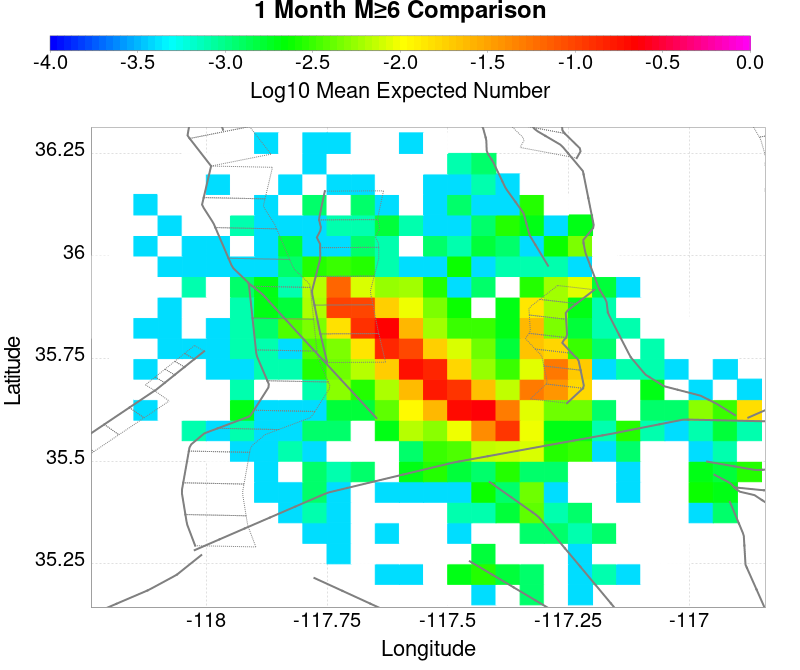 1 Month M≥6 Comparison
-4.0 -3.5 -3.0 -2.5 -2.0 -1.5 -1.0 -0.5 0.0
Log10 Mean Expected Number
36.25
36
35.75
35.5
35.25
Latitude
-118 -117.75 -117.5 -117.25 -117
Longitude